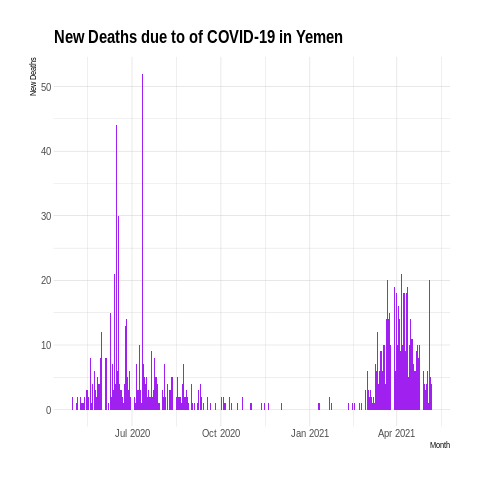 New Deaths due to of COVID-19 in Yemen
New Deaths
50
40
30
20
10
0
Jul 2020
Oct 2020
Jan 2021
Apr 2021
Month